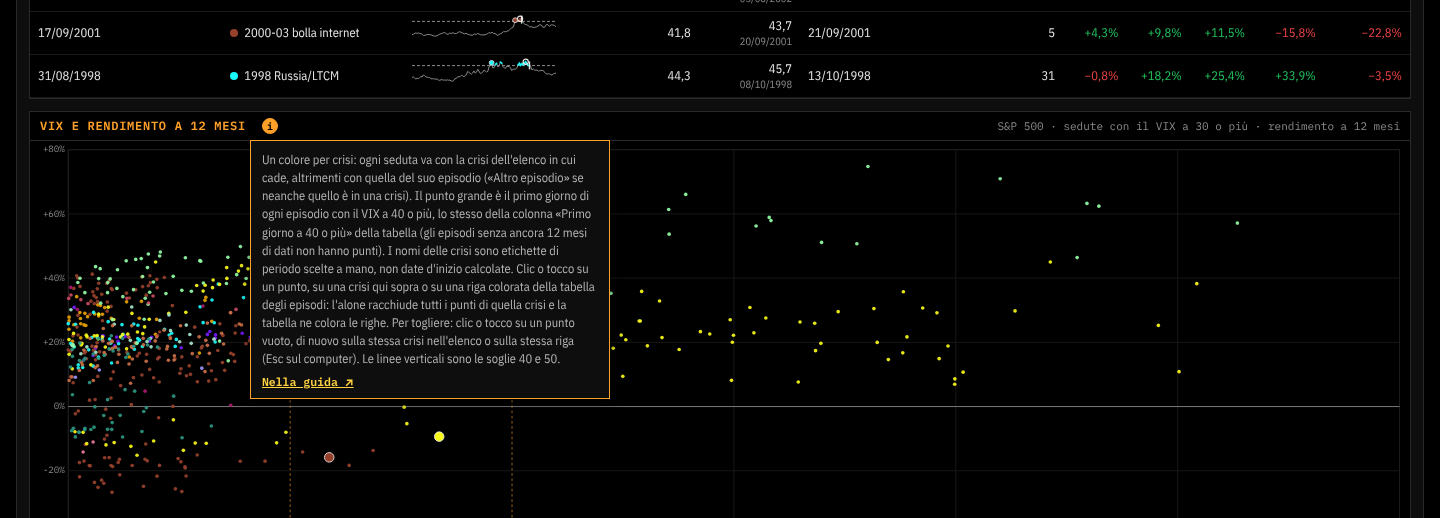 17/09/2001 2000-03 bolla internet 41,8 43,7 21/09/2001 5 +4,3% +9,8% +11,5% −15,8% −22,8%
20/09/2001
31/08/1998 1998 Russia/LTCM 44,3 45,7 13/10/1998 31 −0,8% +18,2% +25,4% +33,9% −3,5%
08/10/1998
VIX E RENDIMENTO A 12 MESI i S&P 500 · sedute con il VIX a 30 o più · rendimento a 12 mesi
+80%
Un colore per crisi: ogni seduta va con la crisi dell'elenco in cui
cade, altrimenti con quella del suo episodio («Altro episodio» se
neanche quello è in una crisi). Il punto grande è il primo giorno di
ogni episodio con il VIX a 40 o più, lo stesso della colonna «Primo
giorno a 40 o più» della tabella (gli episodi senza ancora 12 mesi
di dati non hanno punti). I nomi delle crisi sono etichette di
periodo scelte a mano, non date d'inizio calcolate. Clic o tocco su
un punto, su una crisi qui sopra o su una riga colorata della tabella
degli episodi: l'alone racchiude tutti i punti di quella crisi e la
tabella ne colora le righe. Per togliere: clic o tocco su un punto
vuoto, di nuovo sulla stessa crisi nell'elenco o sulla stessa riga
(Esc sul computer). Le linee verticali sono le soglie 40 e 50.
Nella guida ↗
+60%
+40%
+20%
0%
-20%